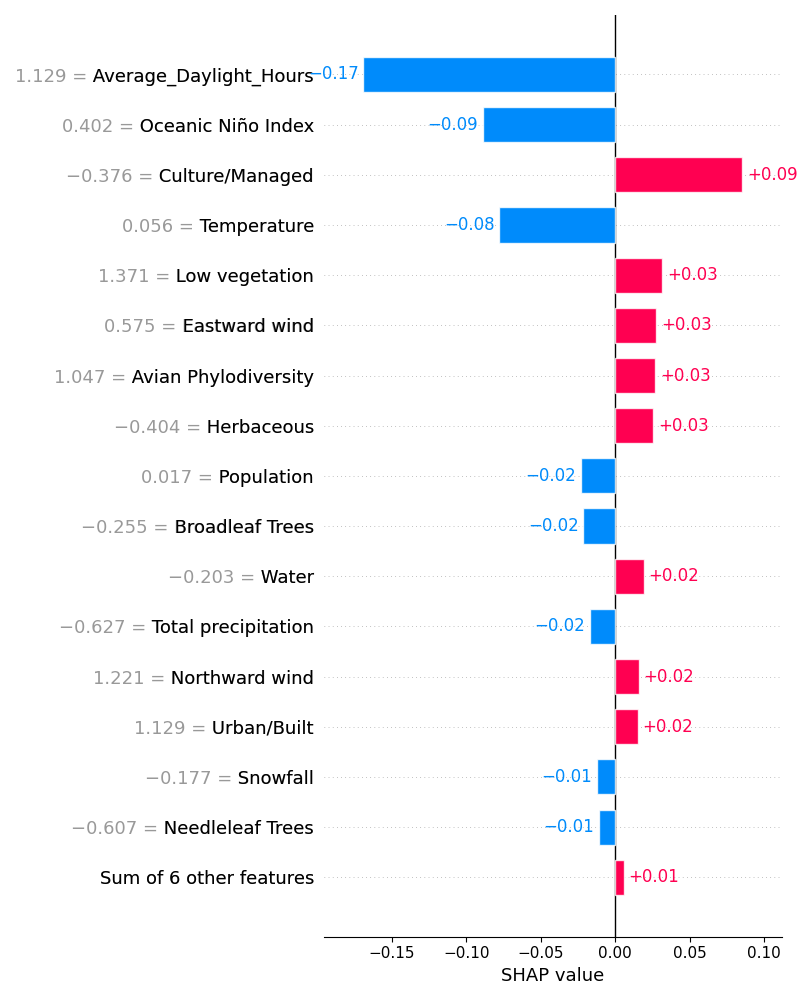 1.129 = Average_Daylight_Hours −0.17
0.402 = Oceanic Niño Index −0.09
−0.376 = Culture/Managed +0.09
0.056 = Temperature −0.08
1.371 = Low vegetation +0.03
0.575 = Eastward wind +0.03
1.047 = Avian Phylodiversity +0.03
−0.404 = Herbaceous +0.03
0.017 = Population −0.02
−0.255 = Broadleaf Trees −0.02
−0.203 = Water +0.02
−0.627 = Total precipitation −0.02
1.221 = Northward wind +0.02
1.129 = Urban/Built +0.02
−0.177 = Snowfall −0.01
−0.607 = Needleleaf Trees −0.01
Sum of 6 other features +0.01
−0.15 −0.10 −0.05 0.00 0.05 0.10
SHAP value